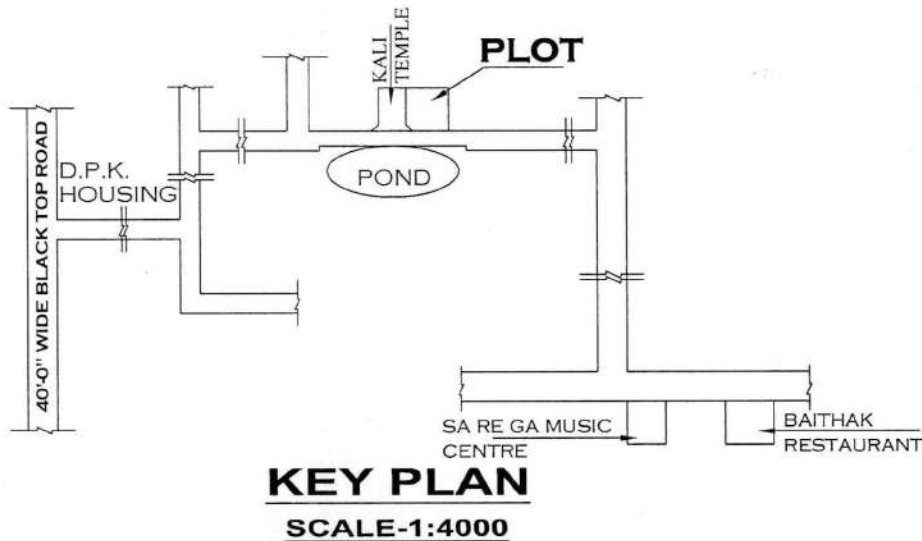 KALI
TEMPLE
PLOT
D.P.K.
HOUSING
POND
40'-0" WIDE BLACK TOP ROAD
SA RE GA MUSIC
CENTRE
BAITHAK
RESTAURANT
KEY PLAN
SCALE-1:4000